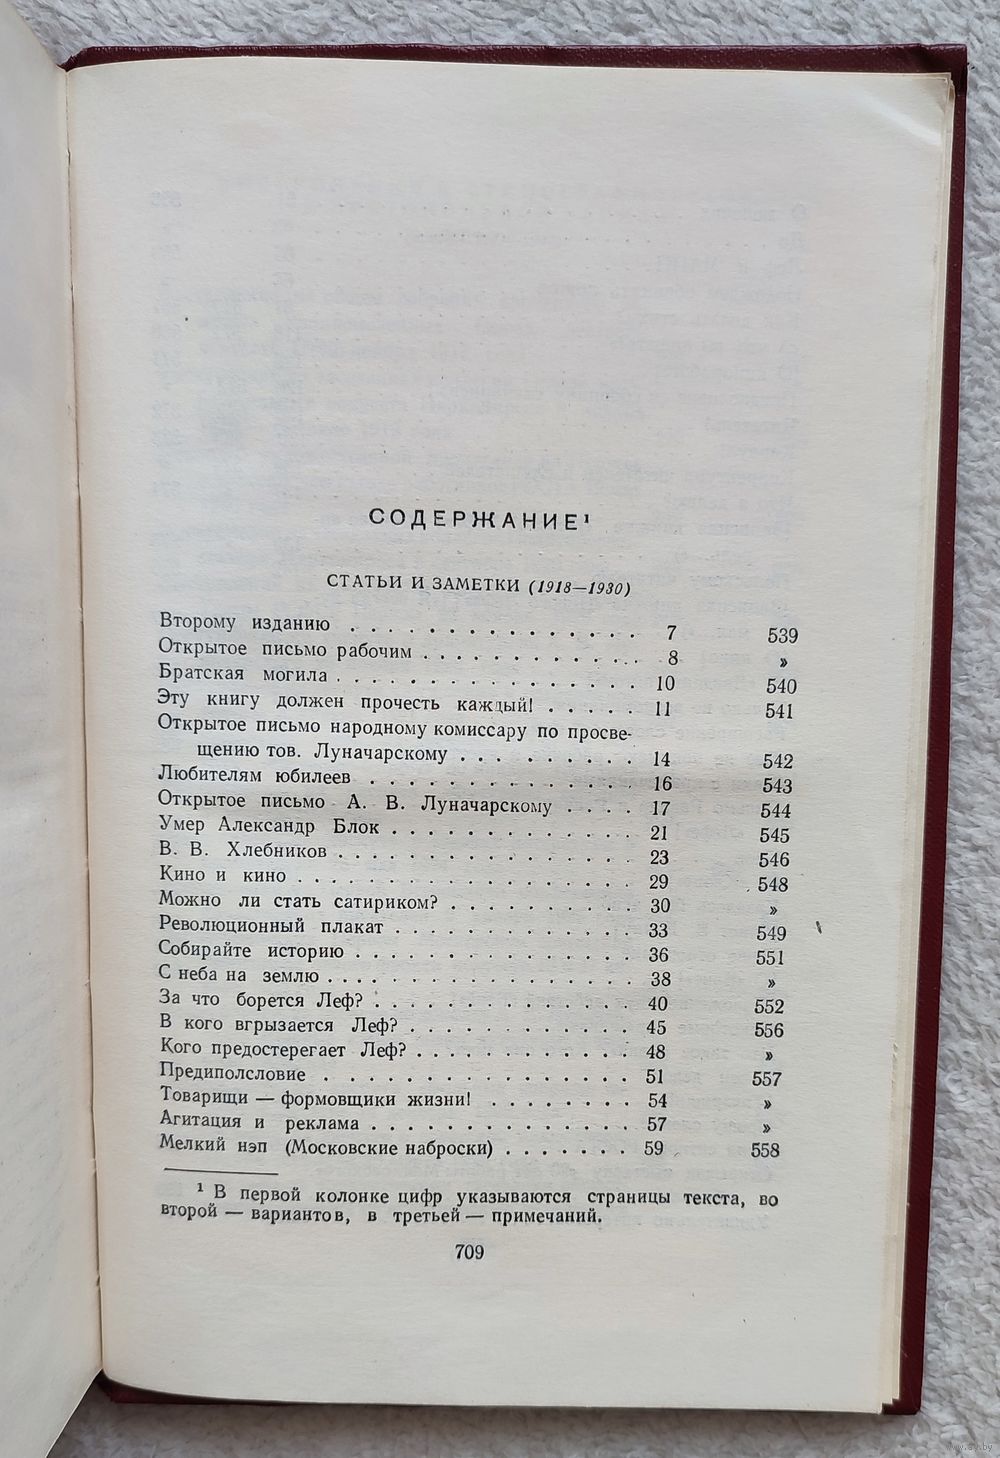 СОДЕРЖАНИЕ¹
СТАТЬИ И ЗАМЕТКИ (1918—1930)
Второму изданию . . . . . . . . . . . . . . . 7 539
Открытое письмо рабочим . . . . . . . . . . . . 8 »
Братская могила . . . . . . . . . . . . . . . . 10 540
Эту книгу должен прочесть каждый! . . . . . 11 541
Открытое письмо народному комиссару по просве-
щению тов. Луначарскому . . . . . . . . . 14 542
Любителям юбилеев . . . . . . . . . . . . . . 16 543
Открытое письмо А. В. Луначарскому . . . . 17 544
Умер Александр Блок . . . . . . . . . . . . . 21 545
В. В. Хлебников . . . . . . . . . . . . . . . . 23 546
Кино и кино . . . . . . . . . . . . . . . . . . 29 548
Можно ли стать сатириком? . . . . . . . . . . 30 »
Революционный плакат . . . . . . . . . . . . . 33 549
Собирайте историю . . . . . . . . . . . . . . . 36 551
С неба на землю . . . . . . . . . . . . . . . . 38 »
За что борется Леф? . . . . . . . . . . . . . . 40 552
В кого вгрызается Леф? . . . . . . . . . . . . 45 556
Кого предостерегает Леф? . . . . . . . . . . . . 48 »
Предиполсловие . . . . . . . . . . . . . . . . 51 557
Товарищи — формовщики жизни! . . . . . . . . 54 »
Агитация и реклама . . . . . . . . . . . . . . 57 »
Мелкий нэп (Московские наброски) . . . . . . . 59 558
¹ В первой колонке цифр указываются страницы текста, во
второй — вариантов, в третьей — примечаний.
709
www.ay.by